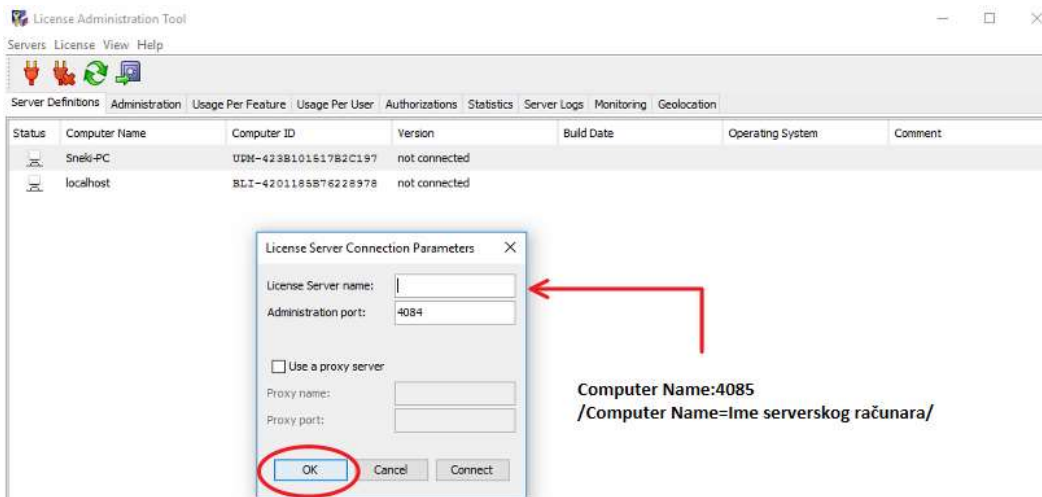 License Administration Tool
Servers License View Help
Server Definitions Administration Usage Per Feature Usage Per User Authorizations Statistics Server Logs Monitoring Geolocation
Status Computer Name Computer ID Version Build Date Operating System Comment
Sneki-PC UDM-423B101517B2C197 not connected
localhost BLI-4201185B76228978 not connected
License Server Connection Parameters
License Server name:
Administration port: 4084
Use a proxy server
Proxy name:
Proxy port:
OK Cancel Connect
Computer Name:4085
/Computer Name=Ime serverskog računara/